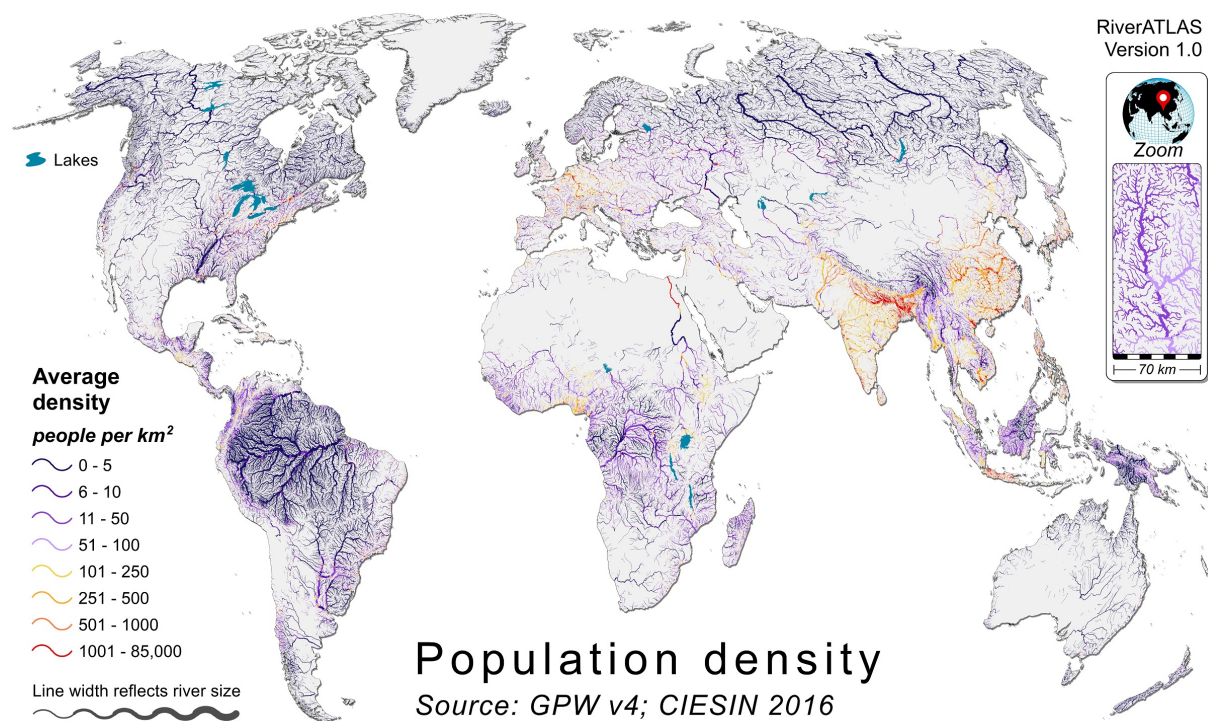 RiverATLAS
Version 1.0
Zoom
70 km
Lakes
Average
density
people per km²
0 - 5
6 - 10
11 - 50
51 - 100
101 - 250
251 - 500
501 - 1000
1001 - 85,000
Line width reflects river size
Population density
Source: GPW v4; CIESIN 2016